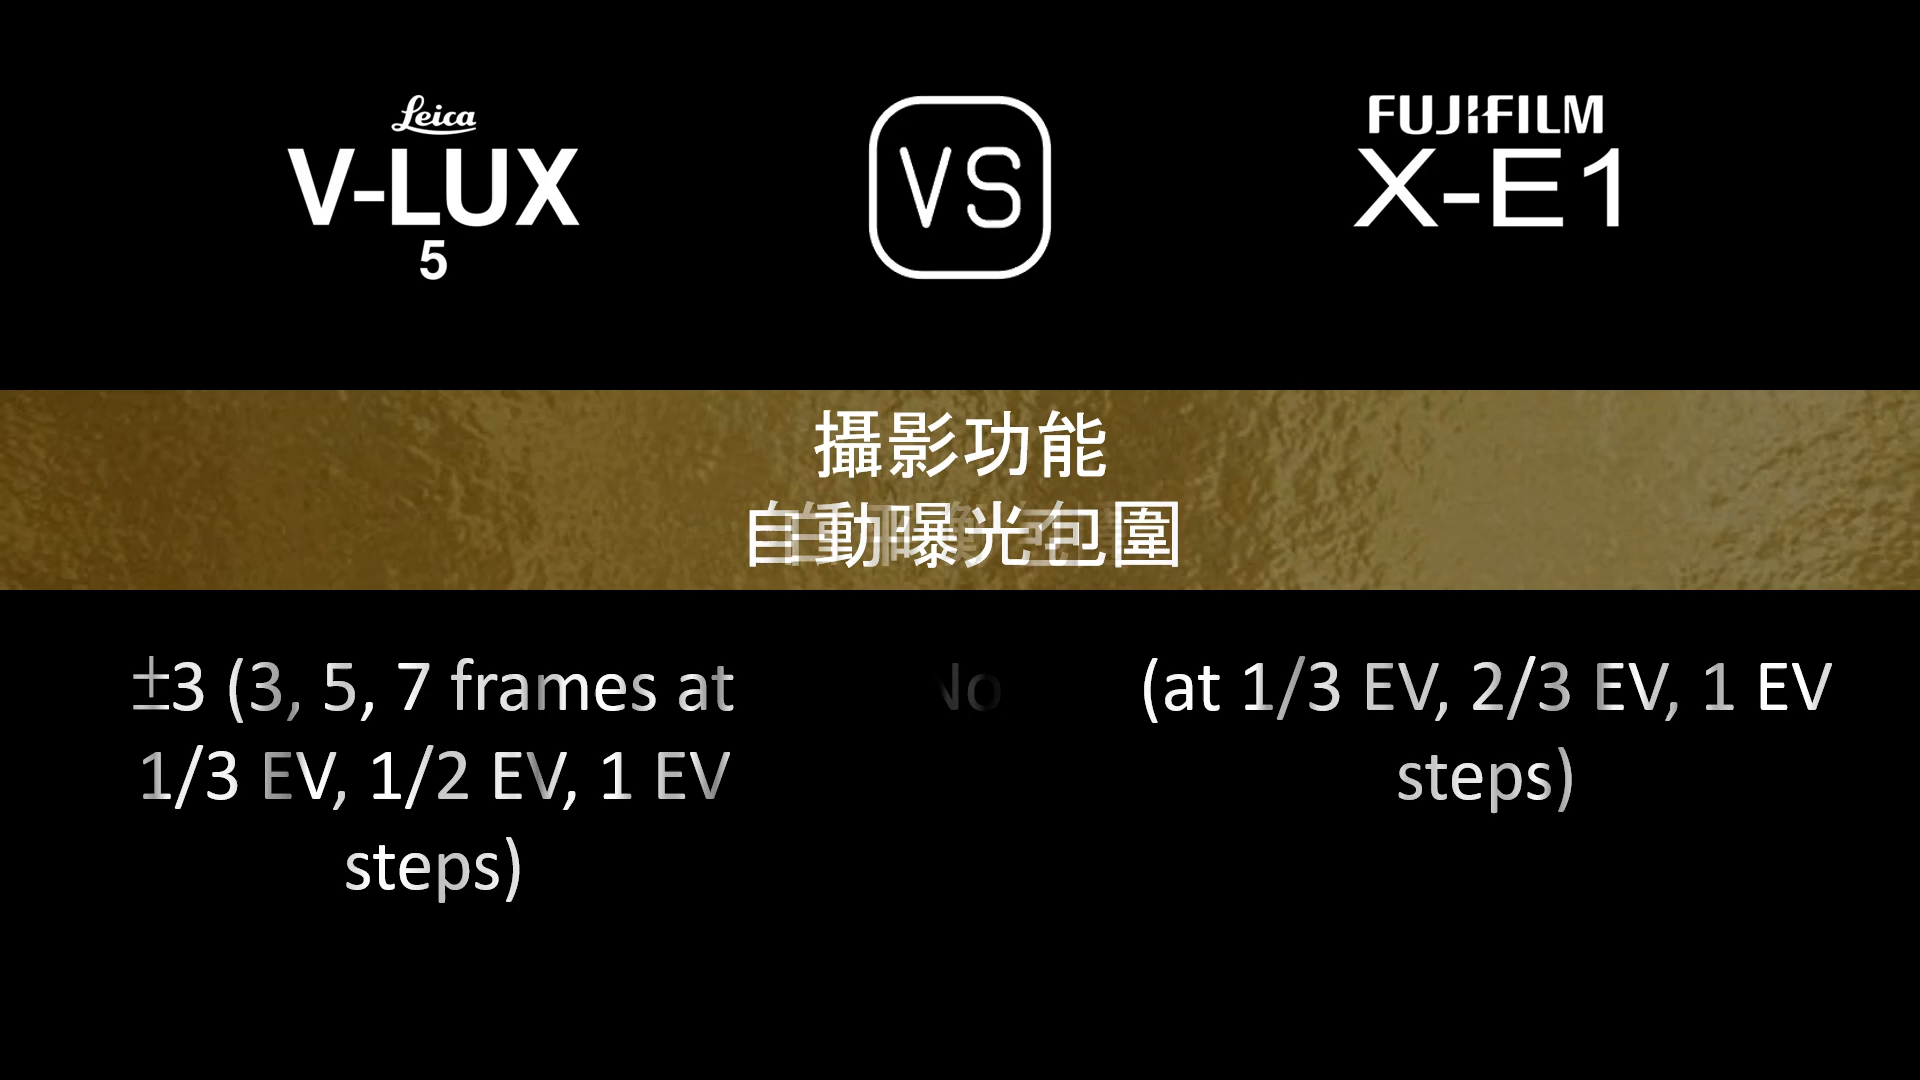 Leica
V-LUX
5
VS
FUJIFILM
X-E1
攝影功能
自動曝光包圍
±3 (3, 5, 7 frames at
1/3 EV, 1/2 EV, 1 EV
steps)
No
(at 1/3 EV, 2/3 EV, 1 EV
steps)